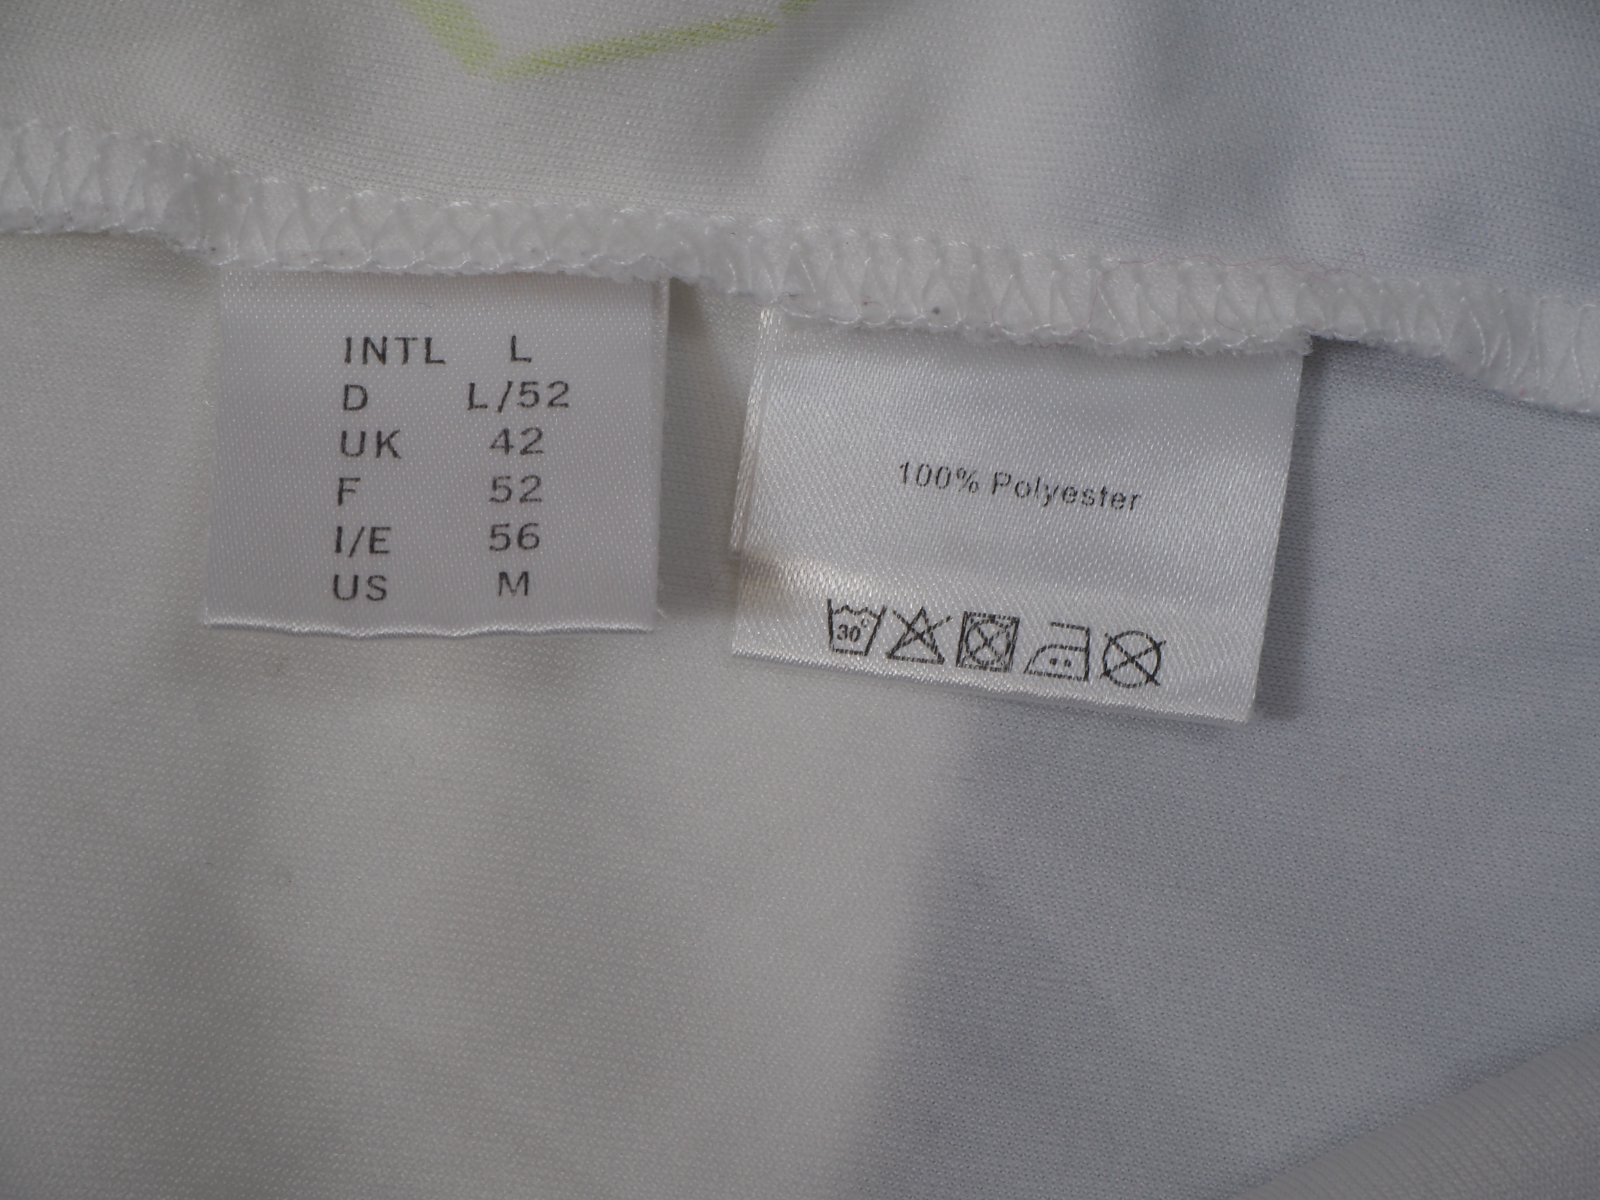 INTL L
D L/52
UK 42
F 52
I/E 56
US M
100% Polyester
30°